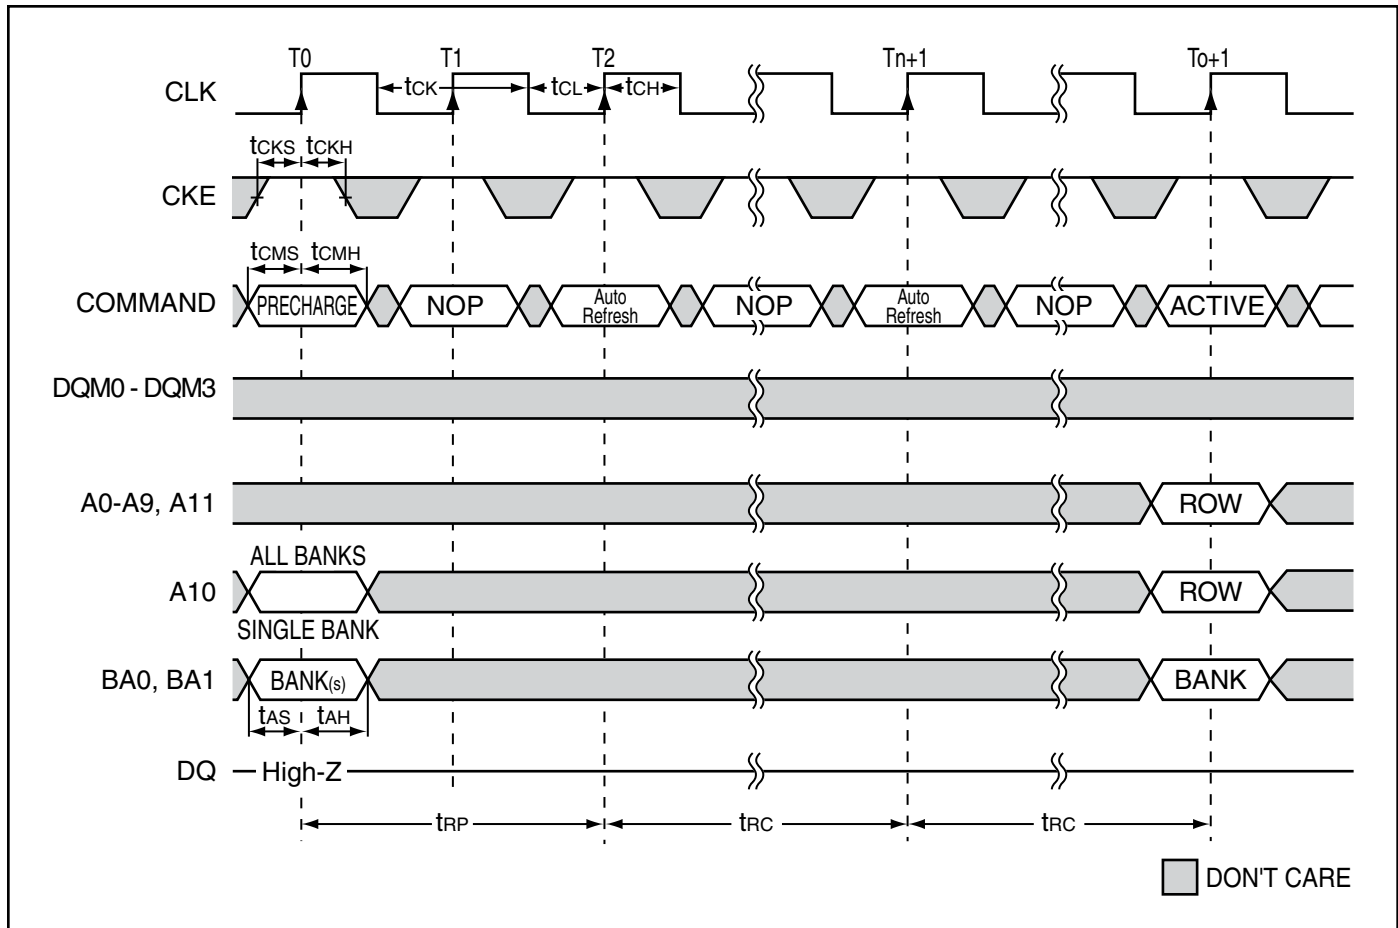 T0 T1 T2 Tn+1 To+1
CLK tCK tCL tCH
tCKS tCKH
CKE
tCMS tCMH
COMMAND PRECHARGE NOP Auto Refresh NOP Auto Refresh NOP ACTIVE
DQM0 - DQM3
A0-A9, A11 ROW
ALL BANKS
A10 ROW
SINGLE BANK
BA0, BA1 BANK(s) BANK
tAS tAH
DQ High-Z
tRP tRC tRC
DON'T CARE